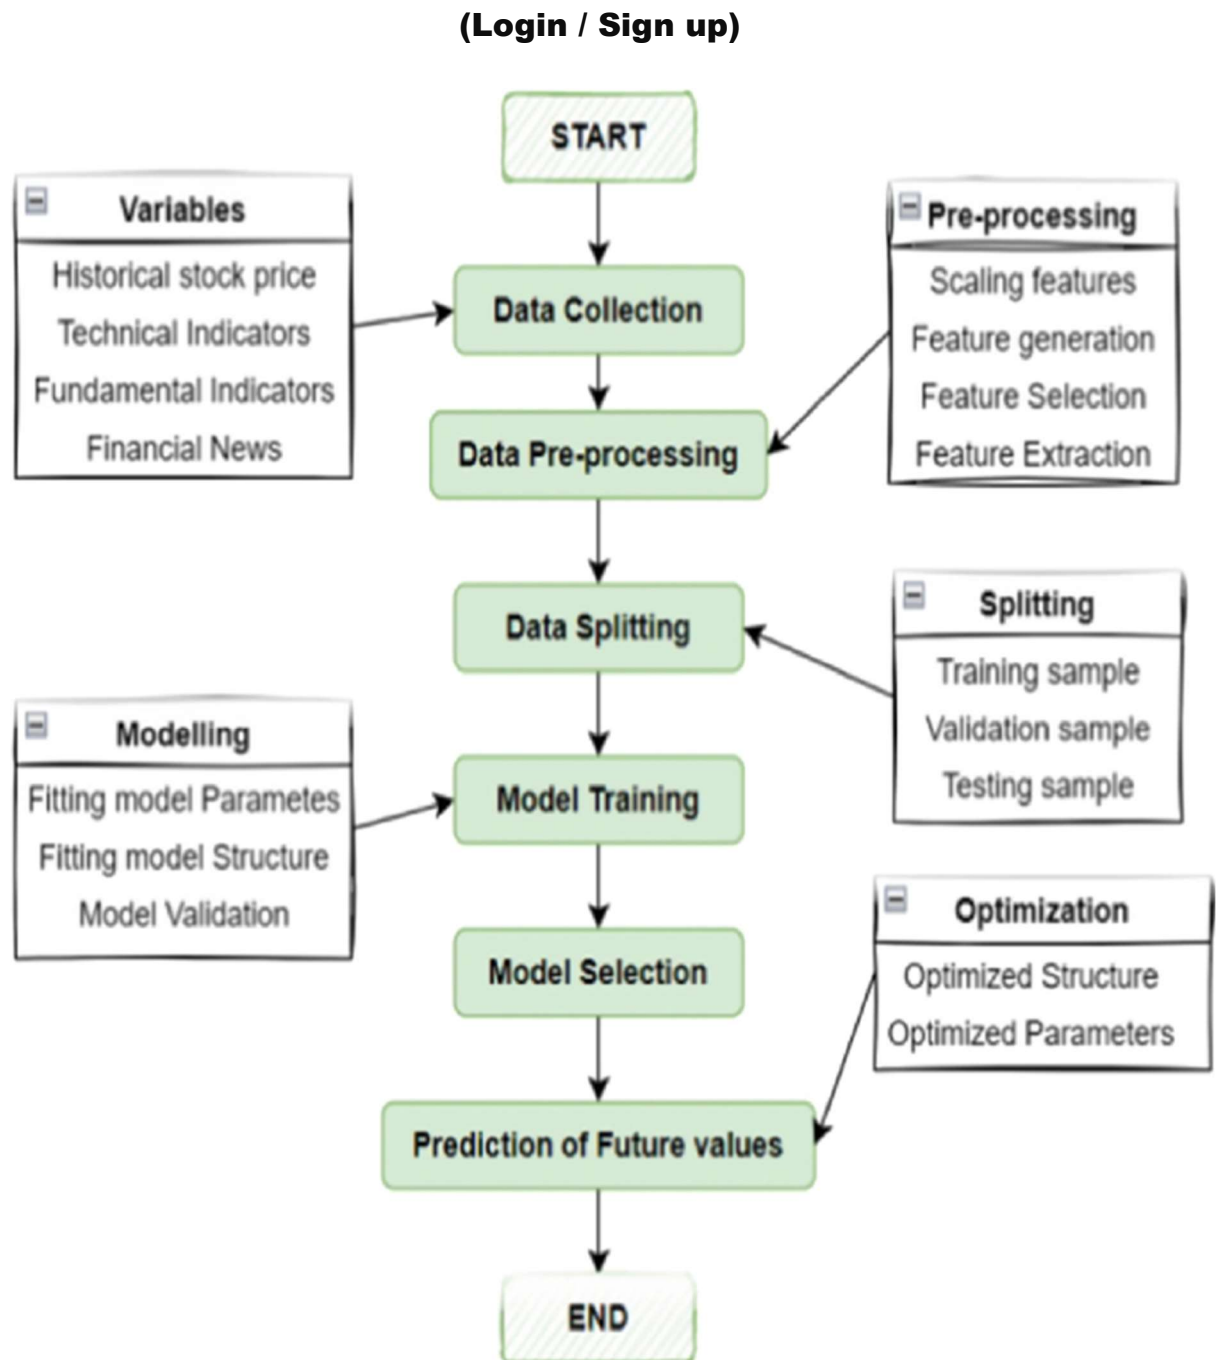 (Login / Sign up)
START
Variables
Historical stock price
Technical Indicators
Fundamental Indicators
Financial News
Data Collection
Pre-processing
Scaling features
Feature generation
Feature Selection
Feature Extraction
Data Pre-processing
Data Splitting
Splitting
Training sample
Validation sample
Testing sample
Modelling
Fitting model Parametes
Fitting model Structure
Model Validation
Model Training
Model Selection
Optimization
Optimized Structure
Optimized Parameters
Prediction of Future values
END